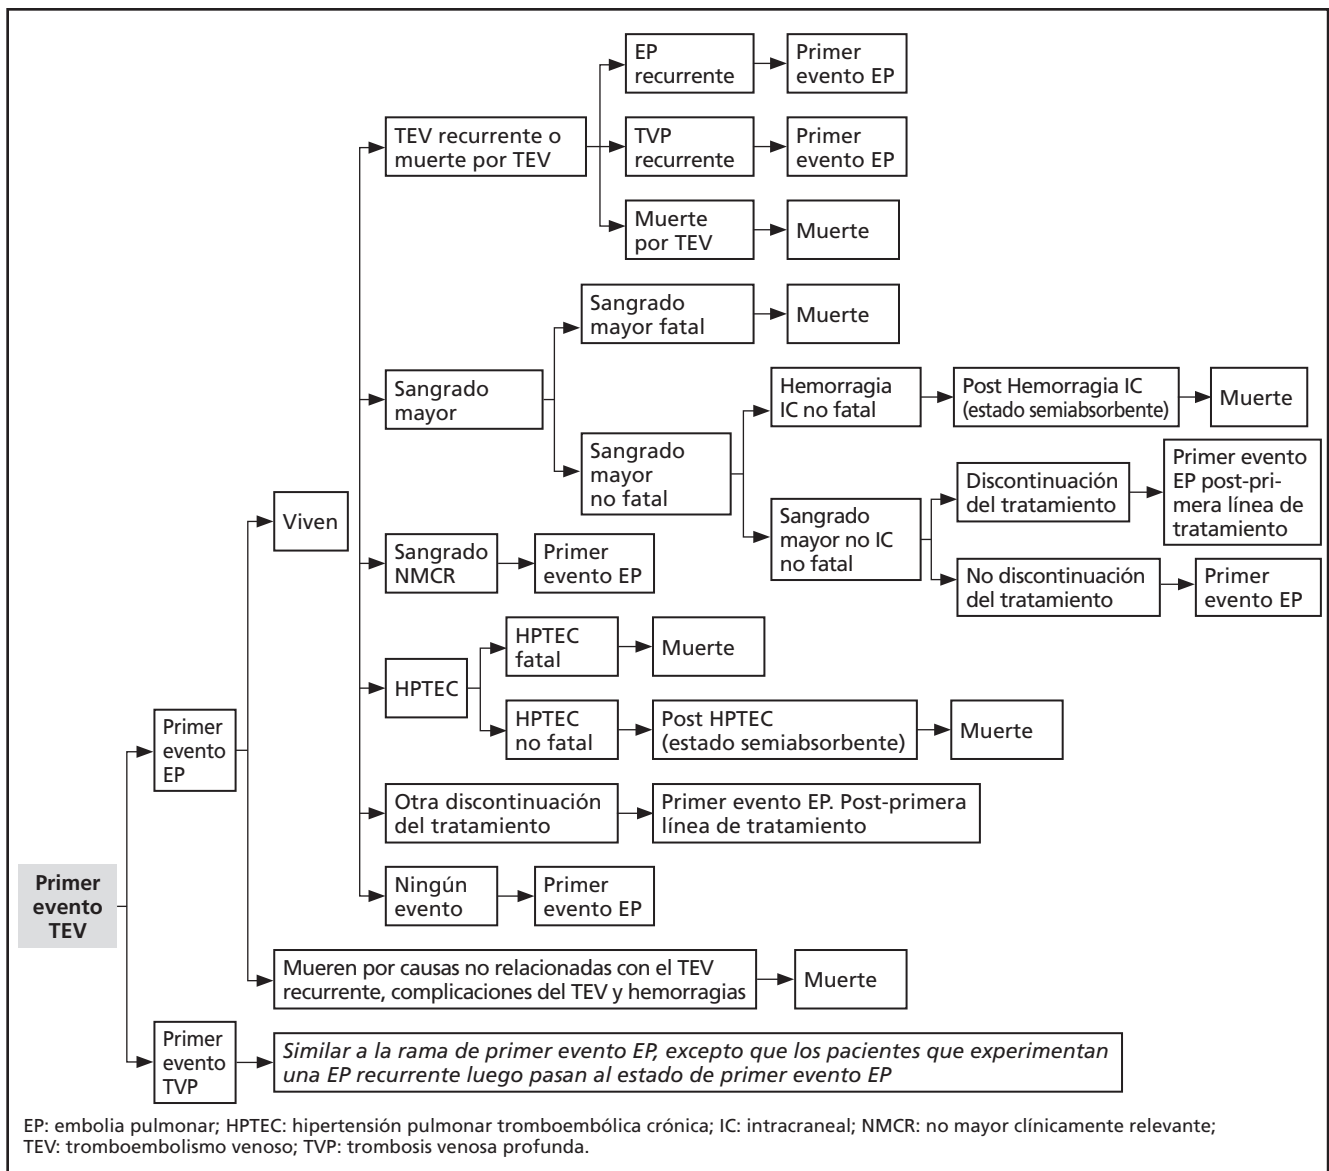 EP
recurrente
Primer
evento EP
TEV recurrente o
muerte por TEV
TVP
recurrente
Primer
evento EP
Muerte
por TEV
Muerte
Sangrado
mayor fatal
Muerte
Sangrado
mayor
Sangrado
mayor
no fatal
Hemorragia
IC no fatal
Post Hemorragia IC
(estado semiabsorbente)
Muerte
Sangrado
mayor no IC
no fatal
Discontinuación
del tratamiento
Primer evento
EP post-pri-
mera línea de
tratamiento
No discontinuación
del tratamiento
Primer
evento EP
Viven
Sangrado
NMCR
Primer
evento EP
HPTEC
HPTEC
fatal
Muerte
HPTEC
no fatal
Post HPTEC
(estado semiabsorbente)
Muerte
Primer
evento
EP
Otra discontinuación
del tratamiento
Primer evento EP. Post-primera
línea de tratamiento
Ningún
evento
Primer
evento EP
Primer
evento
TEV
Mueren por causas no relacionadas con el TEV
recurrente, complicaciones del TEV y hemorragias
Muerte
Primer
evento
TVP
Similar a la rama de primer evento EP, excepto que los pacientes que experimentan
una EP recurrente luego pasan al estado de primer evento EP
EP: embolia pulmonar; HPTEC: hipertensión pulmonar tromboembólica crónica; IC: intracraneal; NMCR: no mayor clínicamente relevante;
TEV: tromboembolismo venoso; TVP: trombosis venosa profunda.